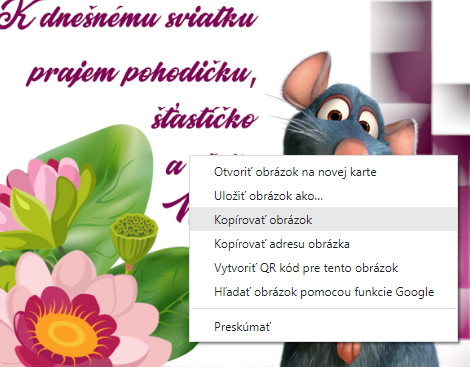 K dnešnému sviatku
prajem pohodičku,
šťastíčko
a
Otvoriť obrázok na novej karte
Uložiť obrázok ako...
Kopírovať obrázok
Kopírovať adresu obrázka
Vytvoriť QR kód pre tento obrázok
Hľadať obrázok pomocou funkcie Google
Preskúmať